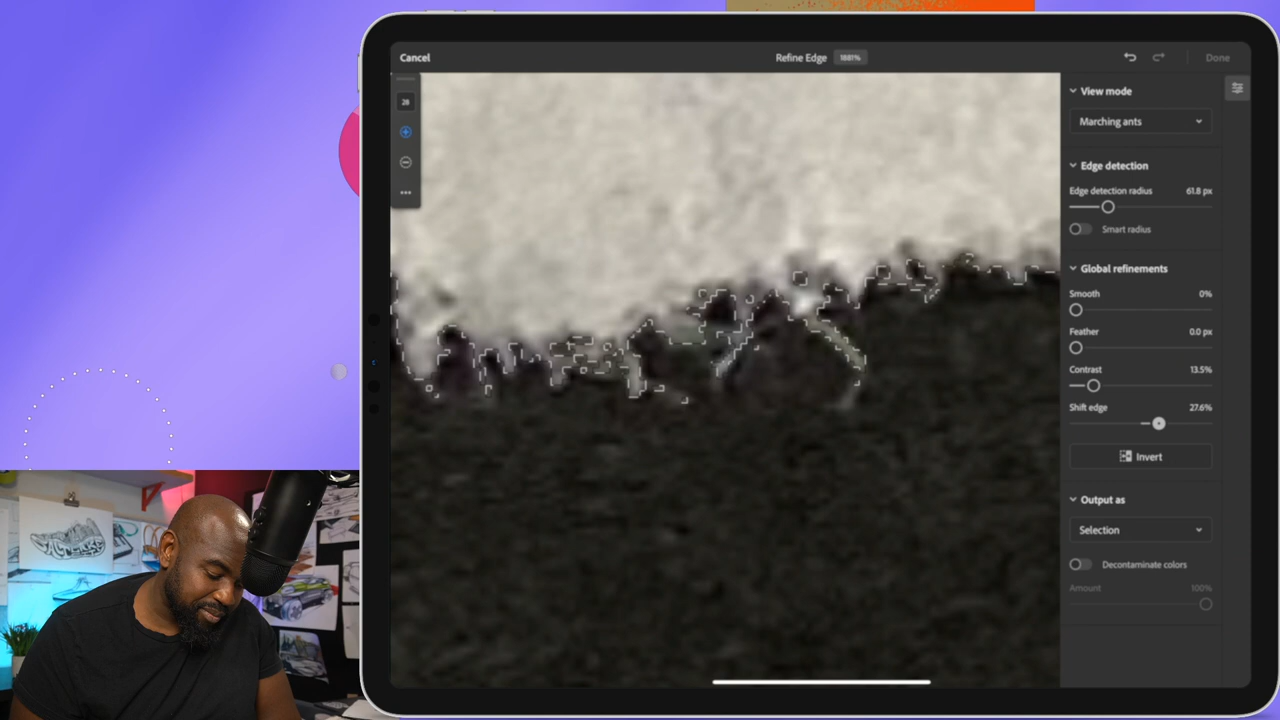 Cancel
Refine Edge 1881%
Done
28
View mode
Marching ants
Edge detection
Edge detection radius 61.8 px
Smart radius
Global refinements
Smooth 0%
Feather 0.0 px
Contrast 13.5%
Shift edge 27.6%
Invert
Output as
Selection
Decontaminate colors
Amount 100%